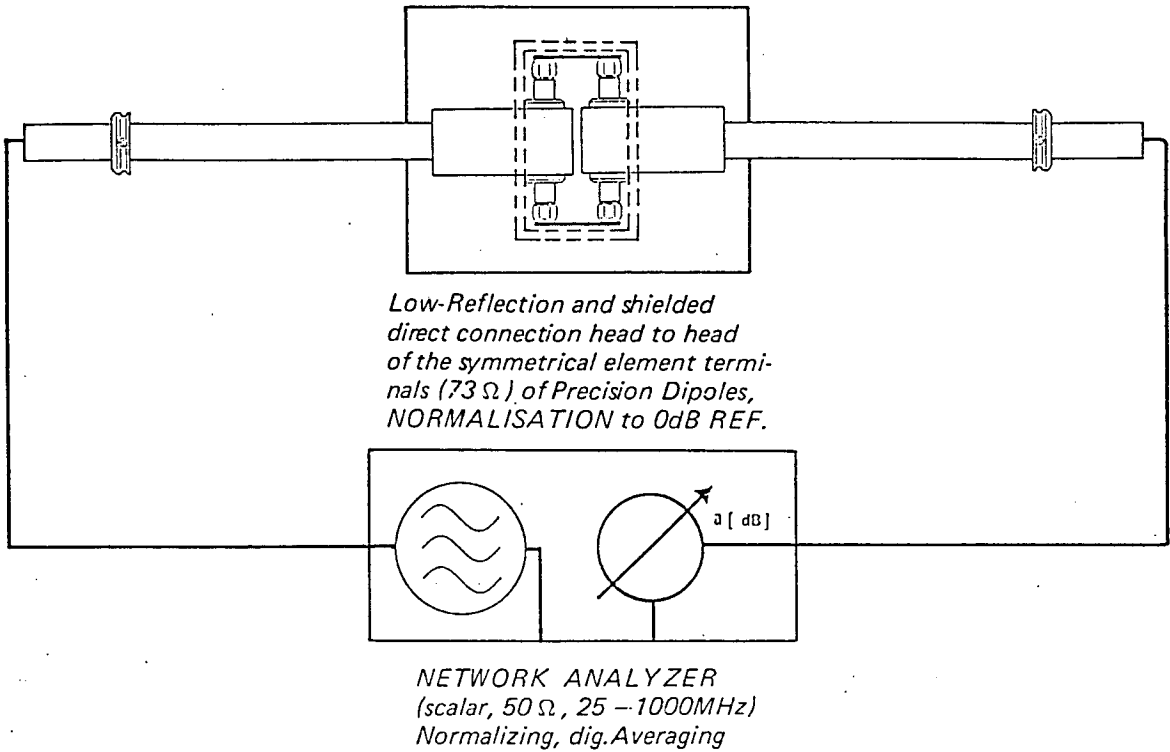 Low-Reflection and shielded
direct connection head to head
of the symmetrical element termi-
nals (73 Ω) of Precision Dipoles,
NORMALISATION to 0dB REF.
a [ dB ]
NETWORK ANALYZER
(scalar, 50 Ω, 25 -- 1000MHz)
Normalizing, dig. Averaging